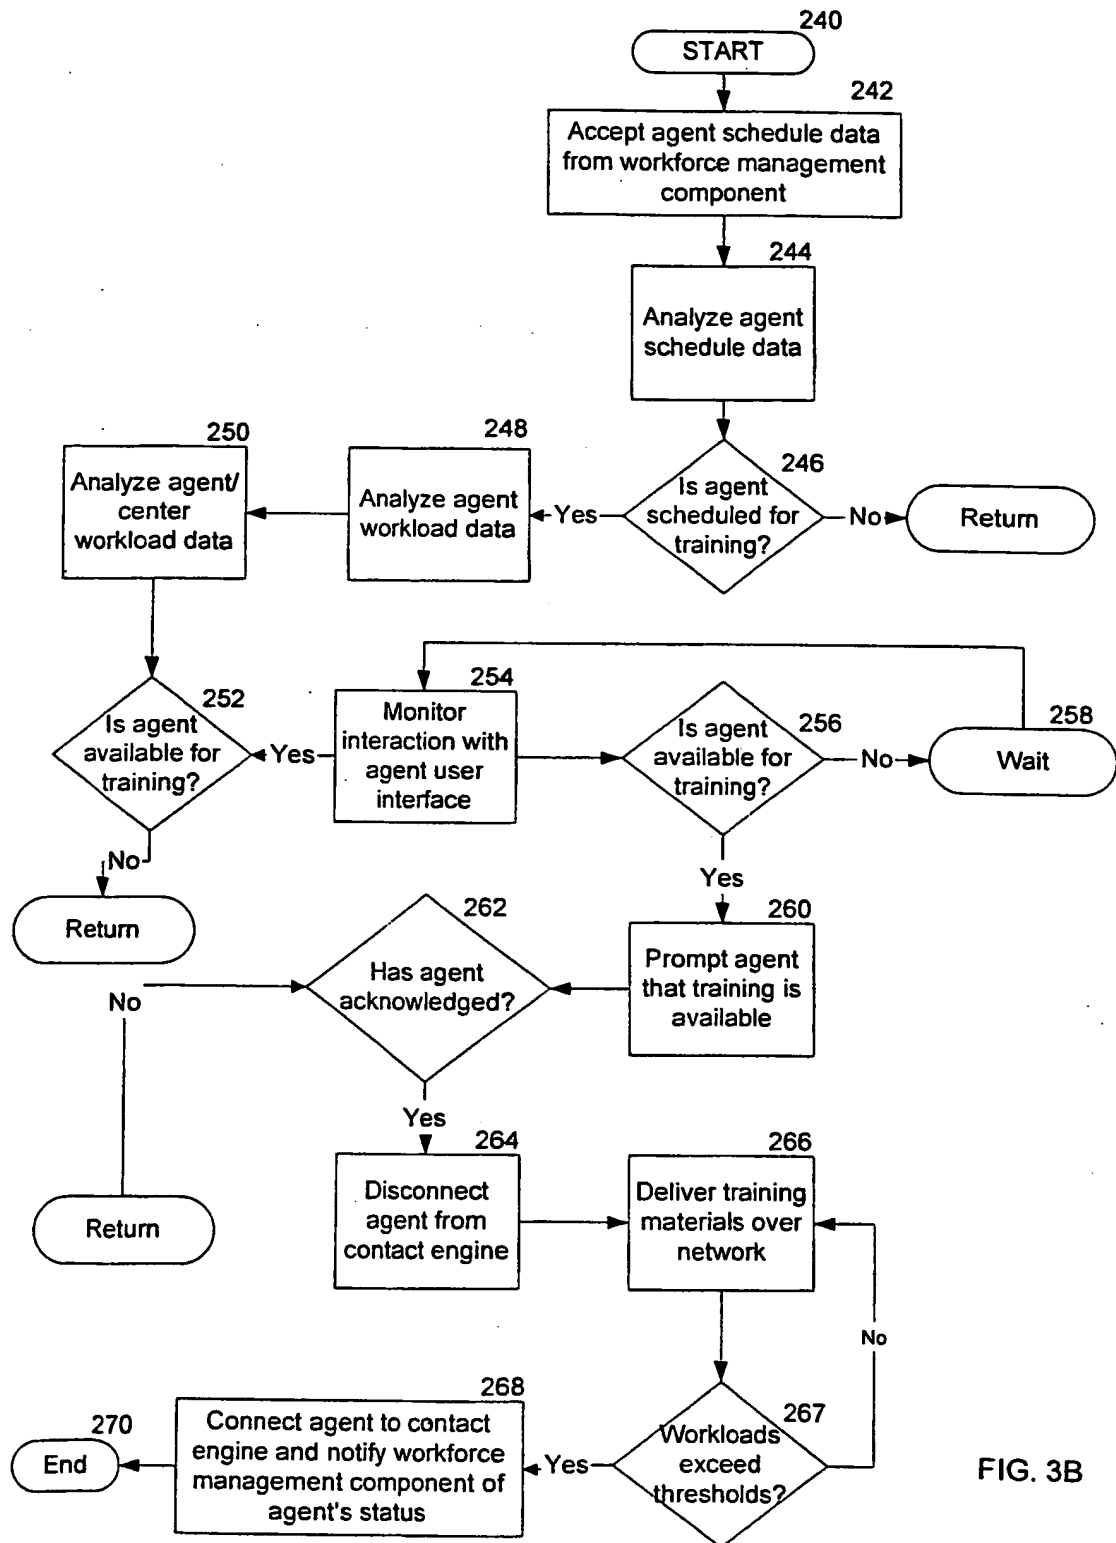 240
START
242
Accept agent schedule data
from workforce management
component
244
Analyze agent
schedule data
250
Analyze agent/
center
workload data
248
Analyze agent
workload data
246
Is agent
scheduled for
training?
Yes
No
Return
252
Is agent
available for
training?
Yes
254
Monitor
interaction with
agent user
interface
256
Is agent
available for
training?
No
258
Wait
No
Return
Yes
262
Has agent
acknowledged?
260
Prompt agent
that training is
available
No
Return
Yes
264
Disconnect
agent from
contact engine
266
Deliver training
materials over
network
No
267
Workloads
exceed
thresholds?
Yes
268
Connect agent to contact
engine and notify workforce
management component of
agent's status
270
End
FIG. 3B